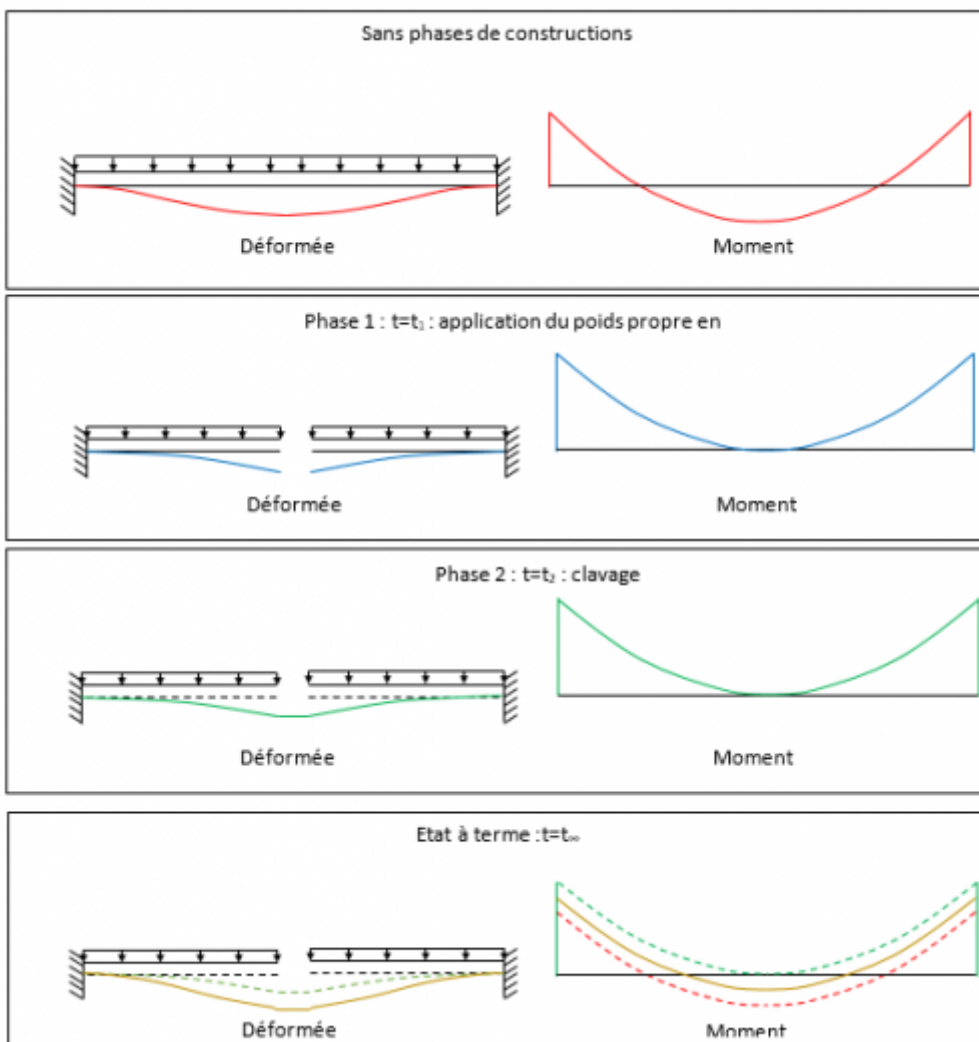 Sans phases de constructions
Déformée
Moment
Phase 1 : t=t₁ : application du poids propre en
Déformée
Moment
Phase 2 : t=t₂ : clavage
Déformée
Moment
Etat à terme :t=t∞
Déformée
Moment